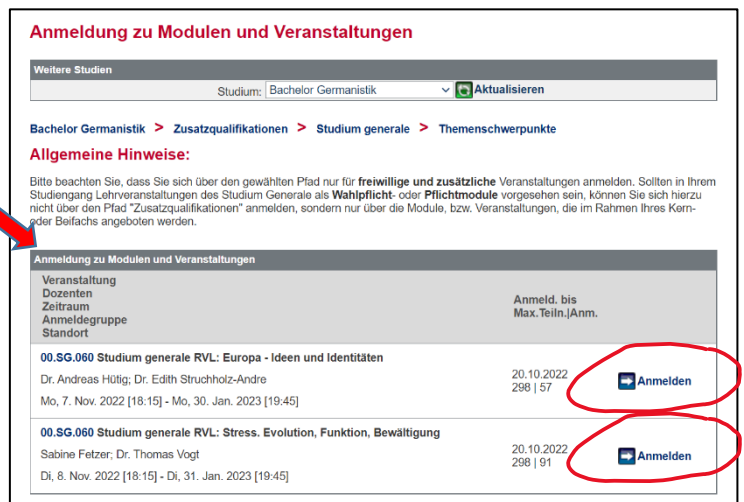 Anmeldung zu Modulen und Veranstaltungen
Weitere Studien
Studium: Bachelor Germanistik Aktualisieren
Bachelor Germanistik > Zusatzqualifikationen > Studium generale > Themenschwerpunkte
Allgemeine Hinweise:
Bitte beachten Sie, dass Sie sich über den gewählten Pfad nur für freiwillige und zusätzliche Veranstaltungen anmelden. Sollten in Ihrem
Studiengang Lehrveranstaltungen des Studium Generale als Wahlpflicht- oder Pflichtmodule vorgesehen sein, können Sie sich hierzu
nicht über den Pfad "Zusatzqualifikationen" anmelden, sondern nur über die Module, bzw. Veranstaltungen, die im Rahmen Ihres Kern-
oder Beifachs angeboten werden.
Anmeldung zu Modulen und Veranstaltungen
Veranstaltung
Dozenten
Zeitraum
Anmeldegruppe
Standort
Anmeld. bis
Max.Teiln.|Anm.
00.SG.060 Studium generale RVL: Europa - Ideen und Identitäten
Dr. Andreas Hütig; Dr. Edith Struchholz-Andre
Mo, 7. Nov. 2022 [18:15] - Mo, 30. Jan. 2023 [19:45]
20.10.2022
298 | 57
Anmelden
00.SG.060 Studium generale RVL: Stress. Evolution, Funktion, Bewältigung
Sabine Fetzer; Dr. Thomas Vogt
Di, 8. Nov. 2022 [18:15] - Di, 31. Jan. 2023 [19:45]
20.10.2022
298 | 91
Anmelden